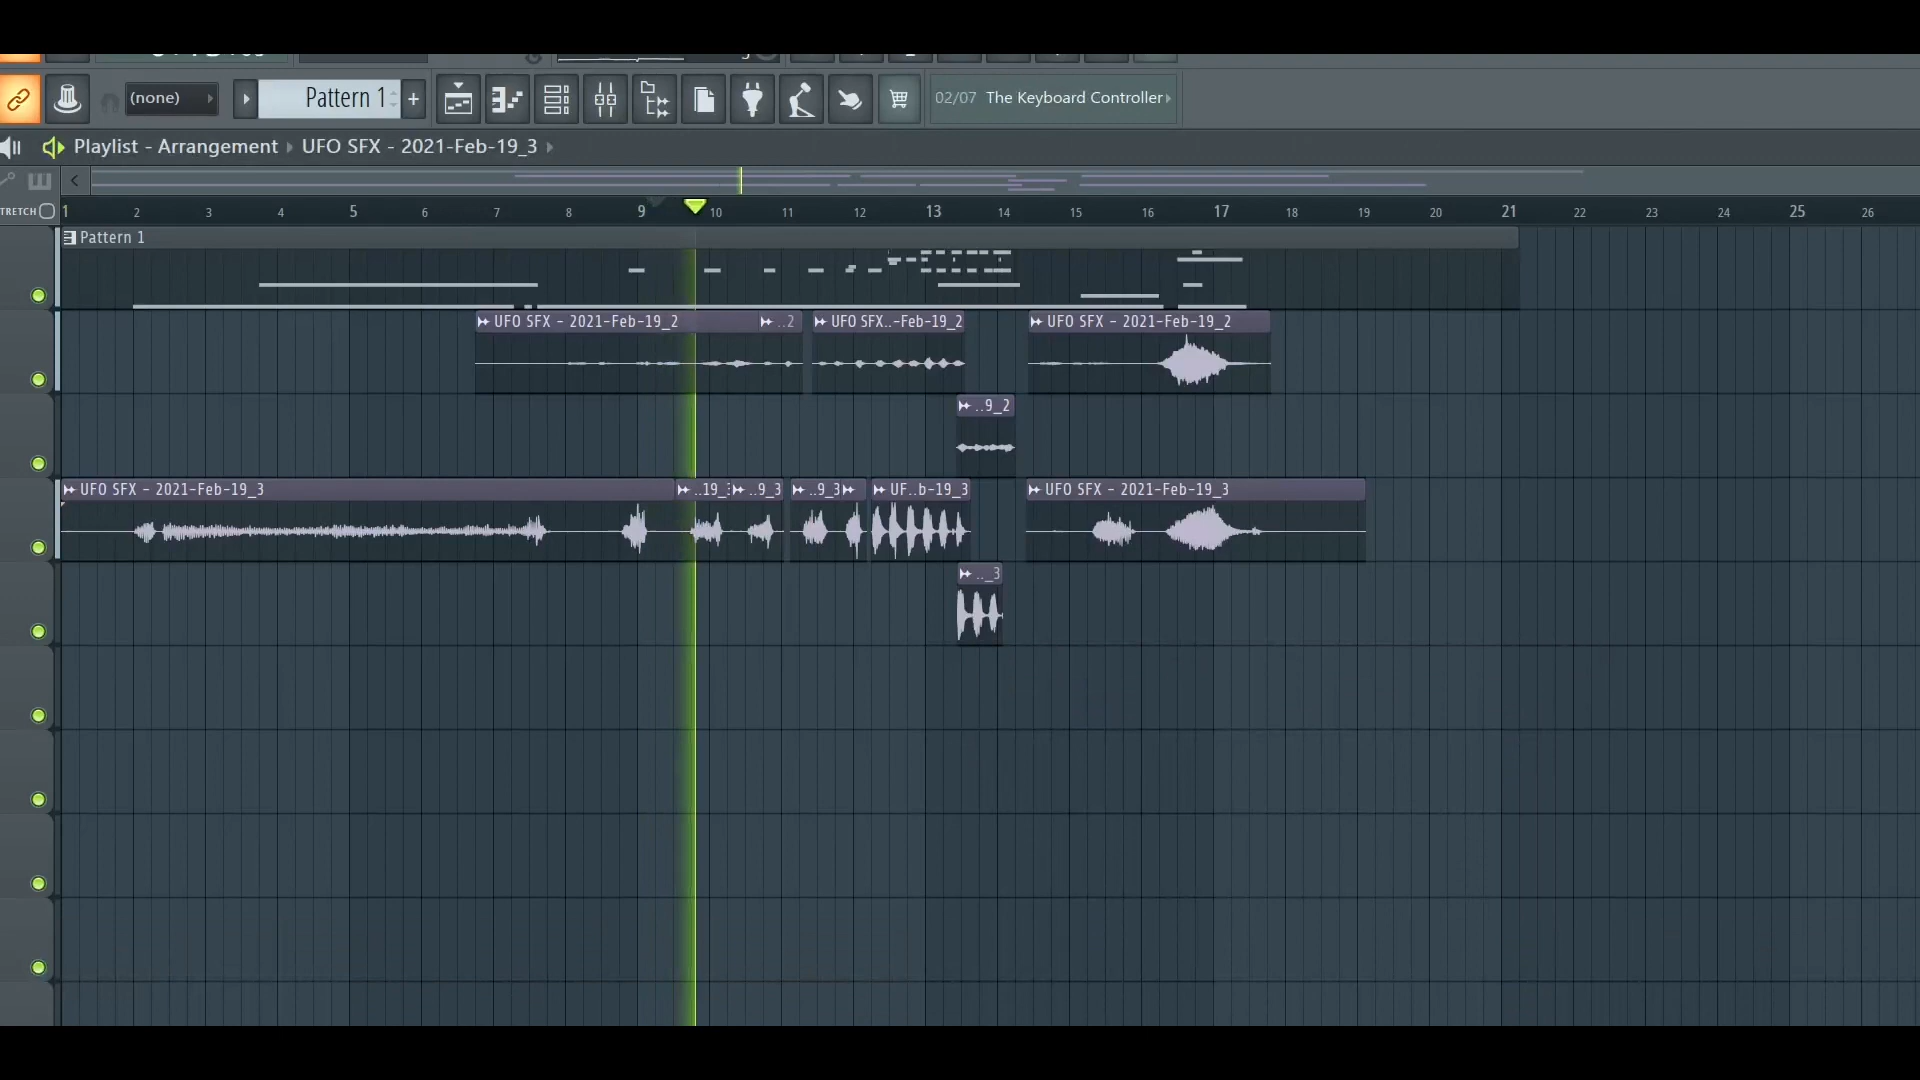 (none)
Pattern 1
+
02/07 The Keyboard Controller
Playlist - Arrangement
UFO SFX - 2021-Feb-19_3
TRETCH
1 2 3 4 5 6 7 8 9 10 11 12 13 14 15 16 17 18 19 20 21 22 23 24 25 26
Pattern 1
UFO SFX - 2021-Feb-19_2
..2
UFO SFX..-Feb-19_2
UFO SFX - 2021-Feb-19_2
..9_2
UFO SFX - 2021-Feb-19_3
..19_3
..9_3
..9_3
UF..b-19_3
UFO SFX - 2021-Feb-19_3
.._3